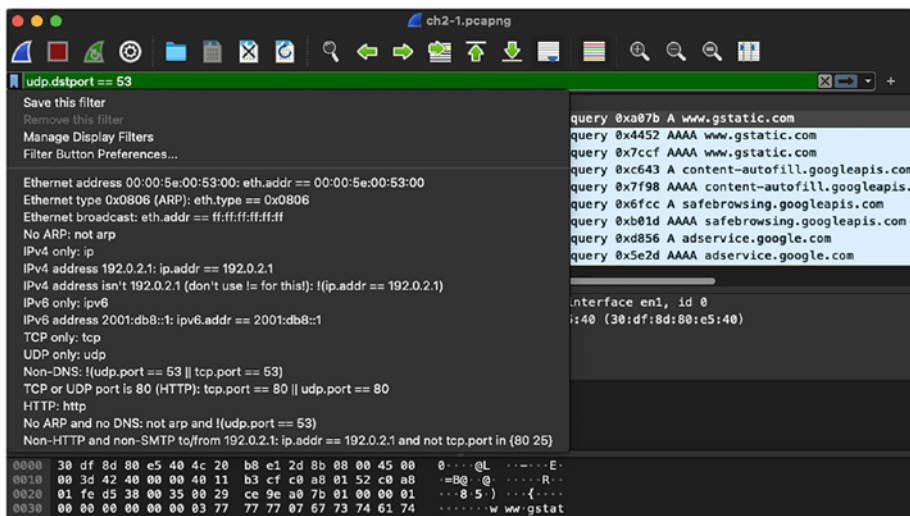 ch2-1.pcapng
udp.dstport == 53
Save this filter
Remove this filter
Manage Display Filters
Filter Button Preferences...
Ethernet address 00:00:5e:00:53:00: eth.addr == 00:00:5e:00:53:00
Ethernet type 0x0806 (ARP): eth.type == 0x0806
Ethernet broadcast: eth.addr == ff:ff:ff:ff:ff:ff
No ARP: not arp
IPv4 only: ip
IPv4 address 192.0.2.1: ip.addr == 192.0.2.1
IPv4 address isn't 192.0.2.1 (don't use != for this!): !(ip.addr == 192.0.2.1)
IPv6 only: ipv6
IPv6 address 2001:db8::1: ipv6.addr == 2001:db8::1
TCP only: tcp
UDP only: udp
Non-DNS: !(udp.port == 53 || tcp.port == 53)
TCP or UDP port is 80 (HTTP): tcp.port == 80 || udp.port == 80
HTTP: http
No ARP and no DNS: not arp and !(udp.port == 53)
Non-HTTP and non-SMTP to/from 192.0.2.1: ip.addr == 192.0.2.1 and not tcp.port in {80 25}
query 0xa07b A www.gstatic.com
query 0x4452 AAAA www.gstatic.com
query 0x7ccf AAAA www.gstatic.com
query 0xc643 A content-autofill.googleapis.com
query 0x7f98 AAAA content-autofill.googleapis.
query 0x6fcc A safebrowsing.googleapis.com
query 0xb01d AAAA safebrowsing.googleapis.com
query 0xd856 A adservice.google.com
query 0x5e2d AAAA adservice.google.com
interface en1, id 0
:40 (30:df:8d:80:e5:40)
0000 30 df 8d 80 e5 40 4c 20 b8 e1 2d 8b 08 00 45 00 0····@L ··-···E·
0010 00 3d 42 40 00 00 40 11 b3 cf c0 a8 01 52 c0 a8 ·=B@··@· ·····R··
0020 01 fe d5 38 00 35 00 29 ce 9e a0 7b 01 00 00 01 ···8·5·) ···{····
0030 00 00 00 00 00 00 03 77 77 77 07 67 73 74 61 74 ·······w ww·gstat